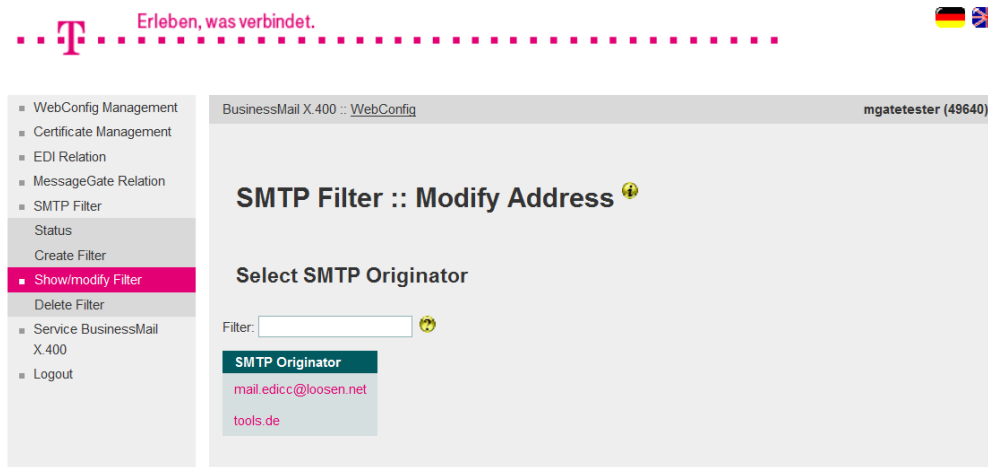 Erleben, was verbindet.
T
WebConfig Management
Certificate Management
EDI Relation
MessageGate Relation
SMTP Filter
Status
Create Filter
Show/modify Filter
Delete Filter
Service BusinessMail
X.400
Logout
BusinessMail X.400 :: WebConfig
mgatetester (49640)
SMTP Filter :: Modify Address
Select SMTP Originator
Filter:
SMTP Originator
mail.edicc@loosen.net
tools.de